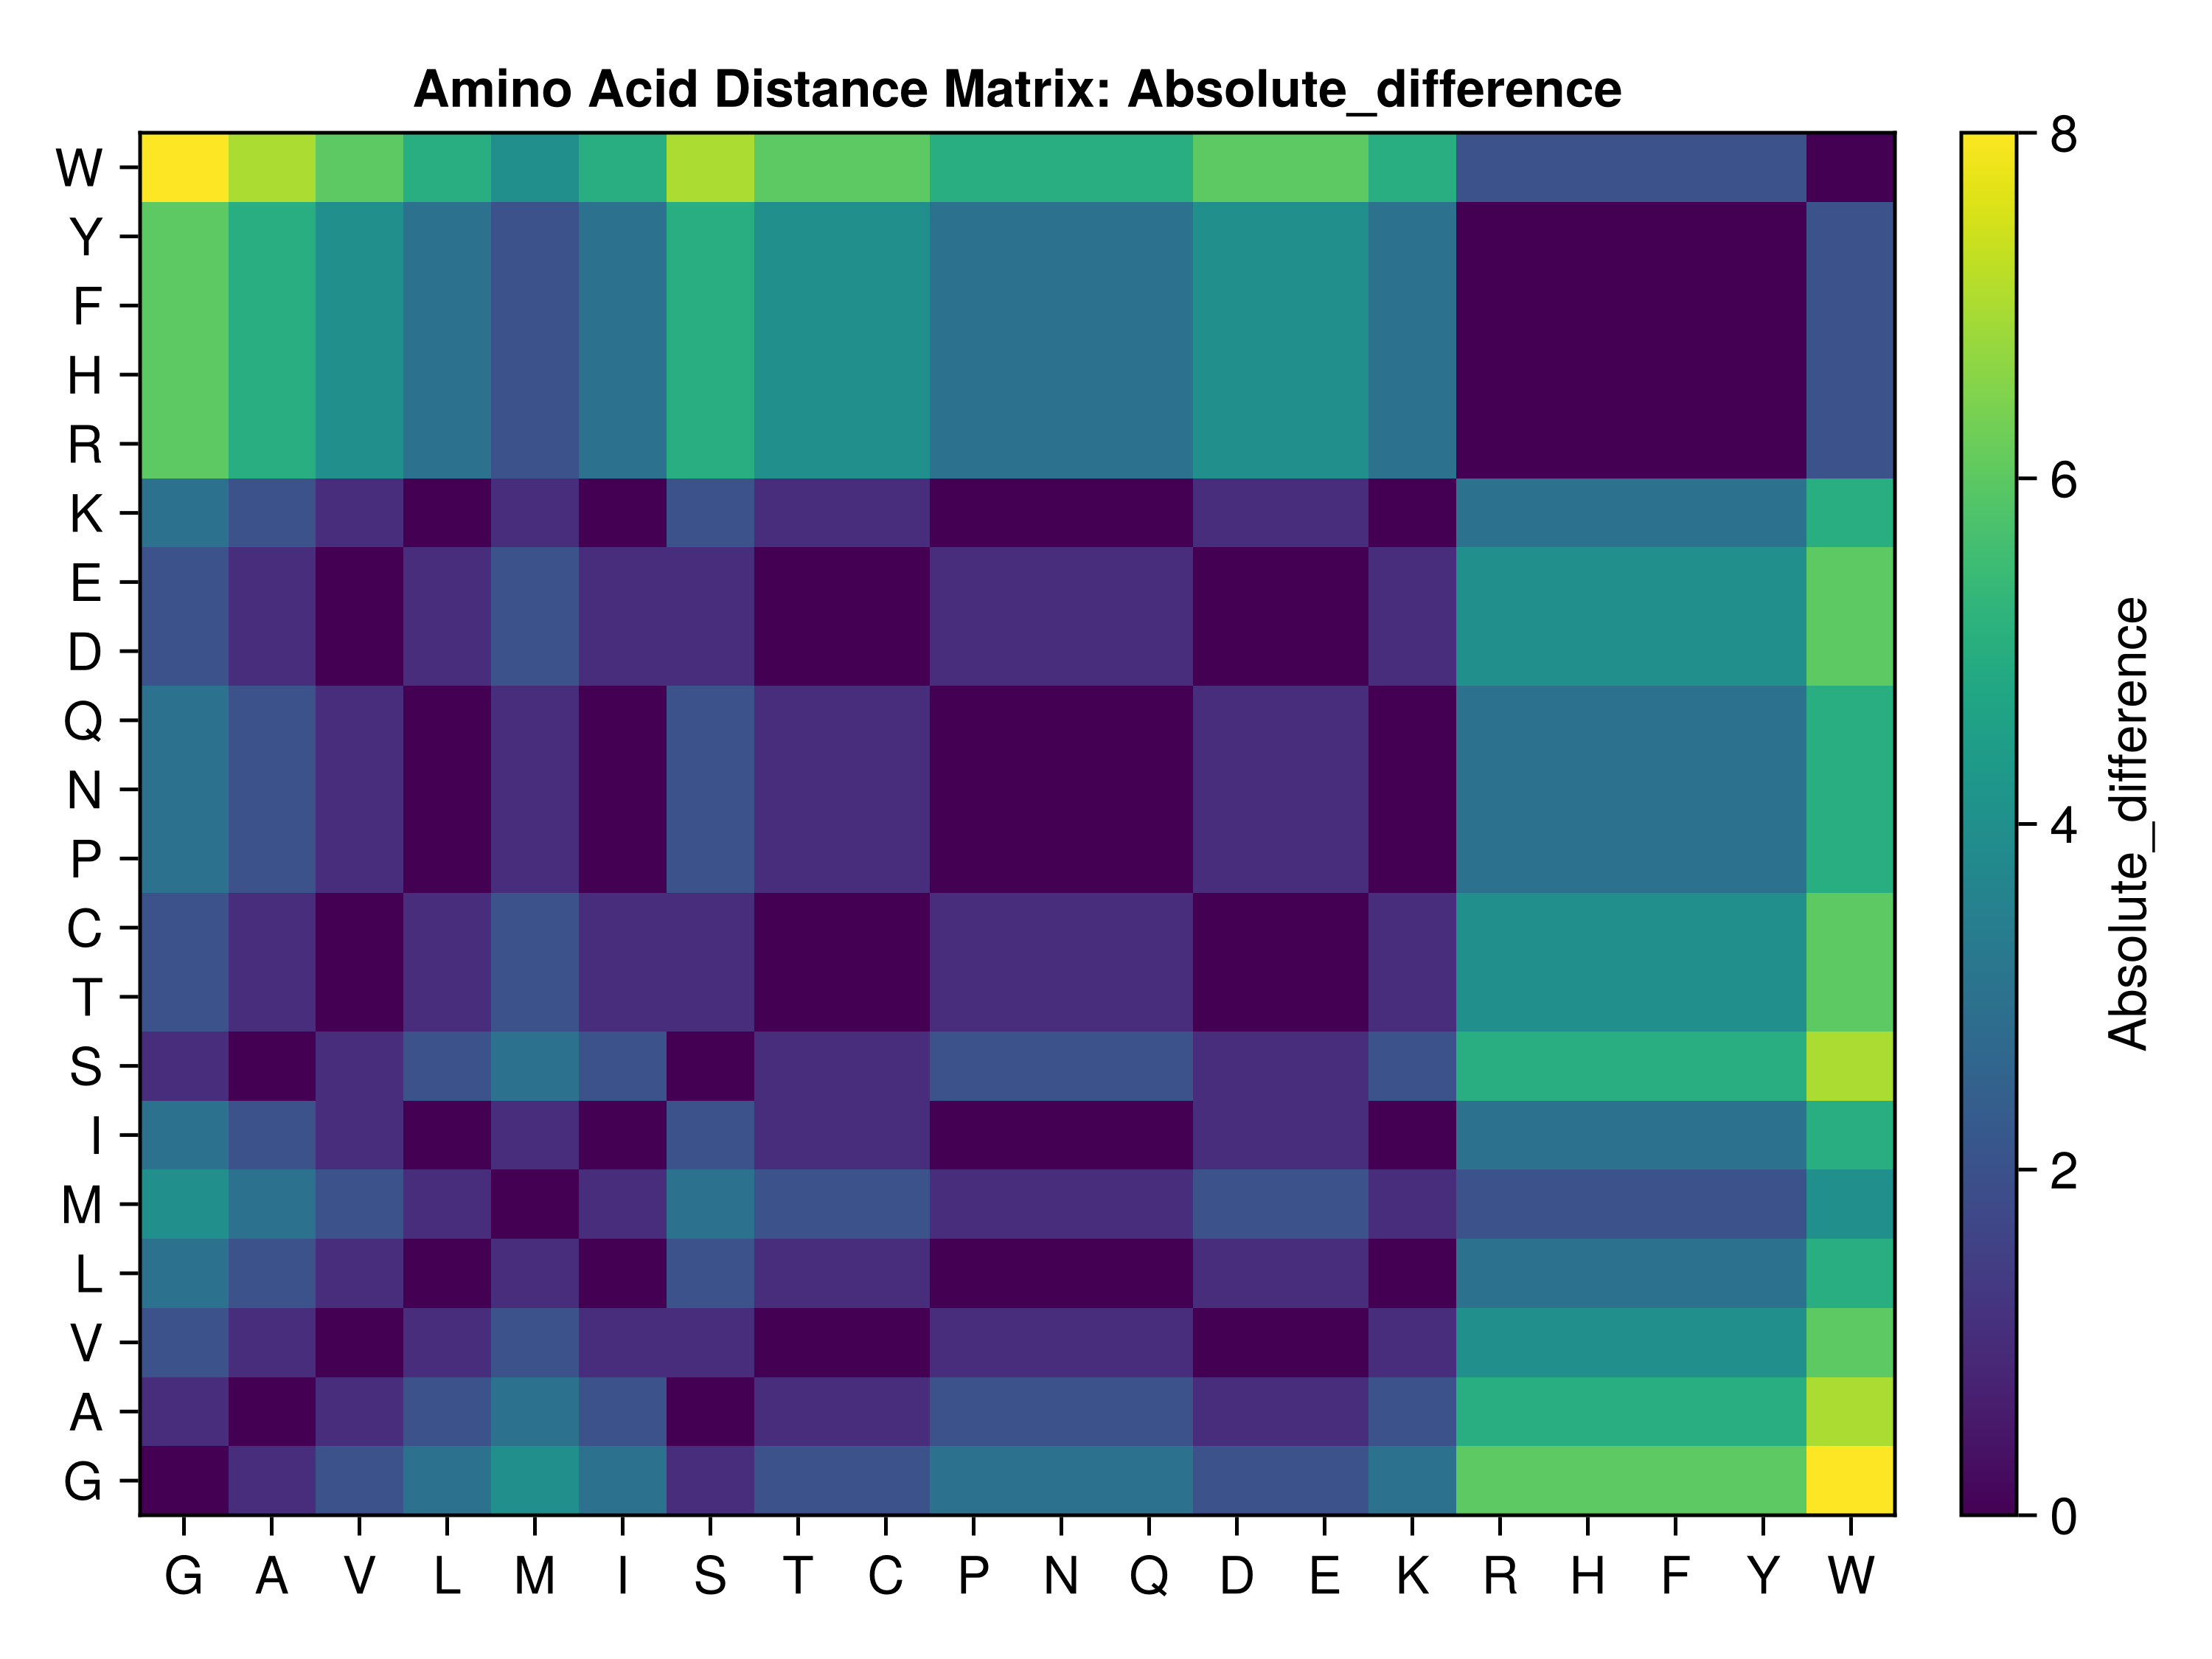 Amino Acid Distance Matrix: Absolute_difference
W
Y
F
H
R
K
E
D
Q
N
P
C
T
S
I
M
L
V
A
G
G A V L M I S T C P N Q D E K R H F Y W
8
6
4
2
0
Absolute_difference